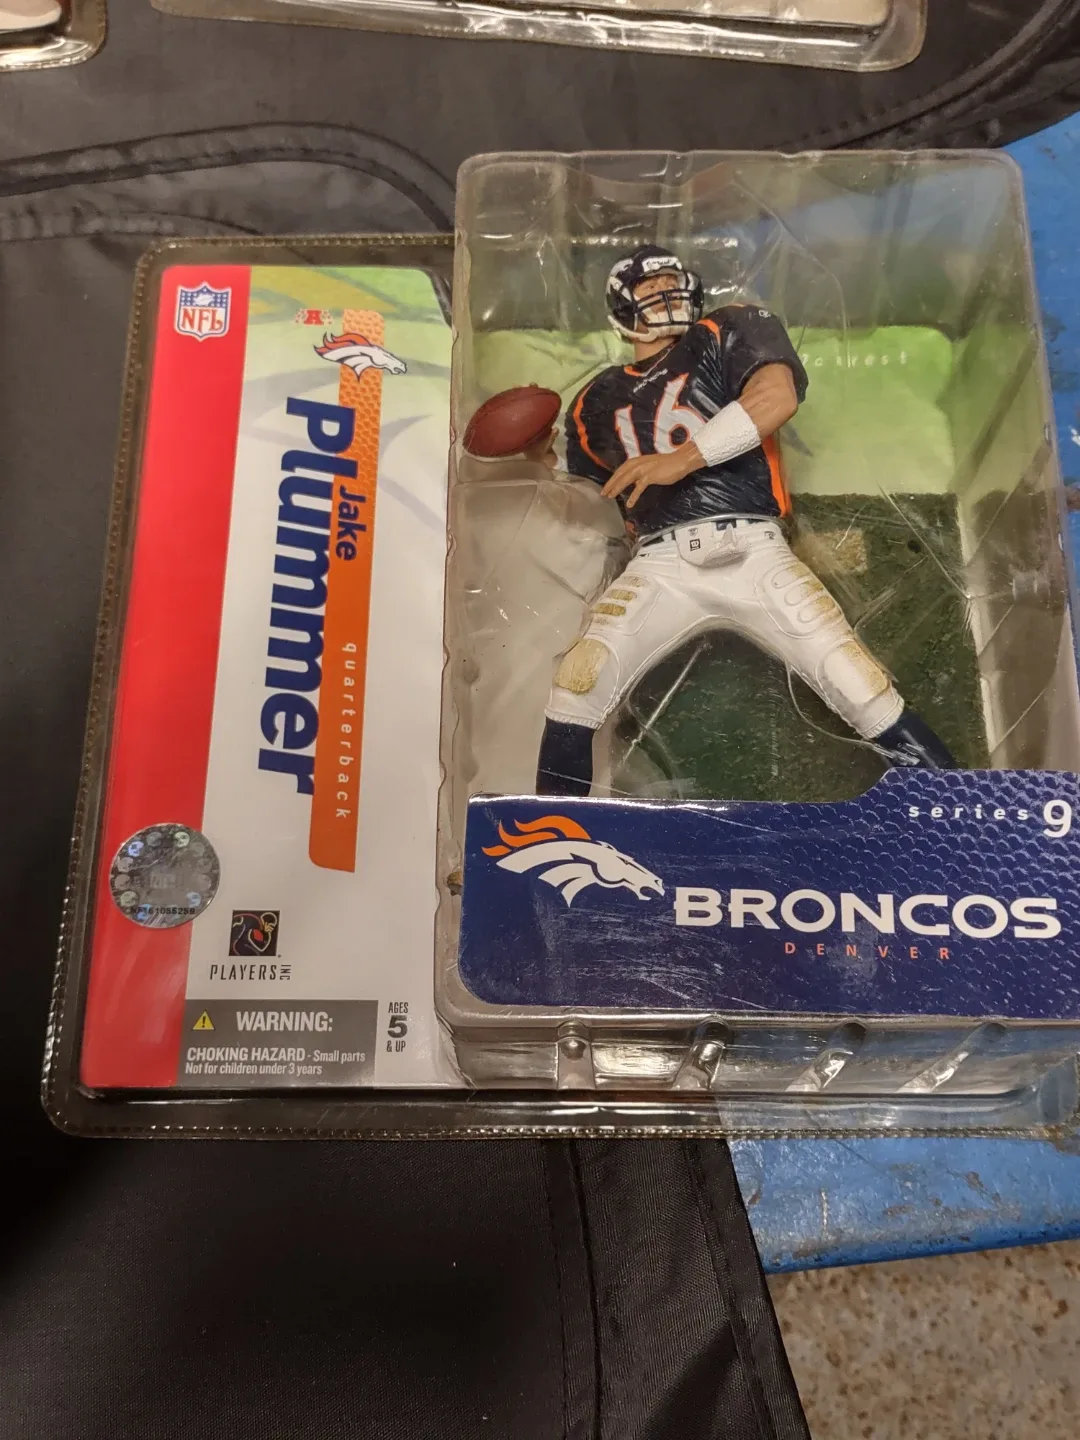 NFL
A
Jake
Plummer
quarterback
BRONCOS
16
series 9
BRONCOS
DENVER
PLAYERS INC
WARNING:
CHOKING HAZARD - Small parts
Not for children under 3 years
AGES
5
& UP